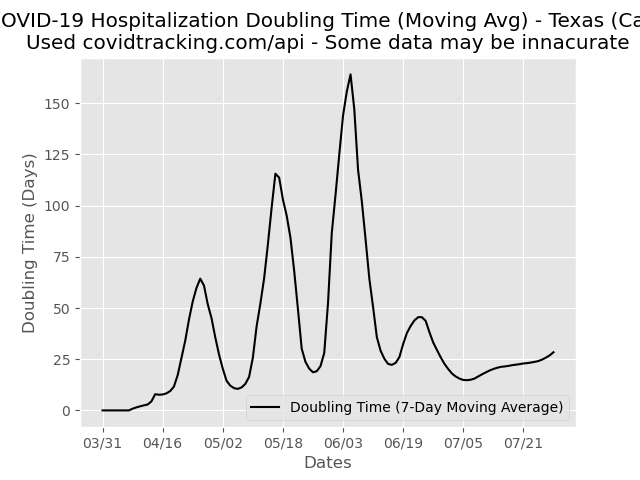 OVID-19 Hospitalization Doubling Time (Moving Avg) - Texas (Ca
Used covidtracking.com/api - Some data may be innacurate
Doubling Time (Days)
150
125
100
75
50
25
0
Doubling Time (7-Day Moving Average)
03/31 04/16 05/02 05/18 06/03 06/19 07/05 07/21
Dates